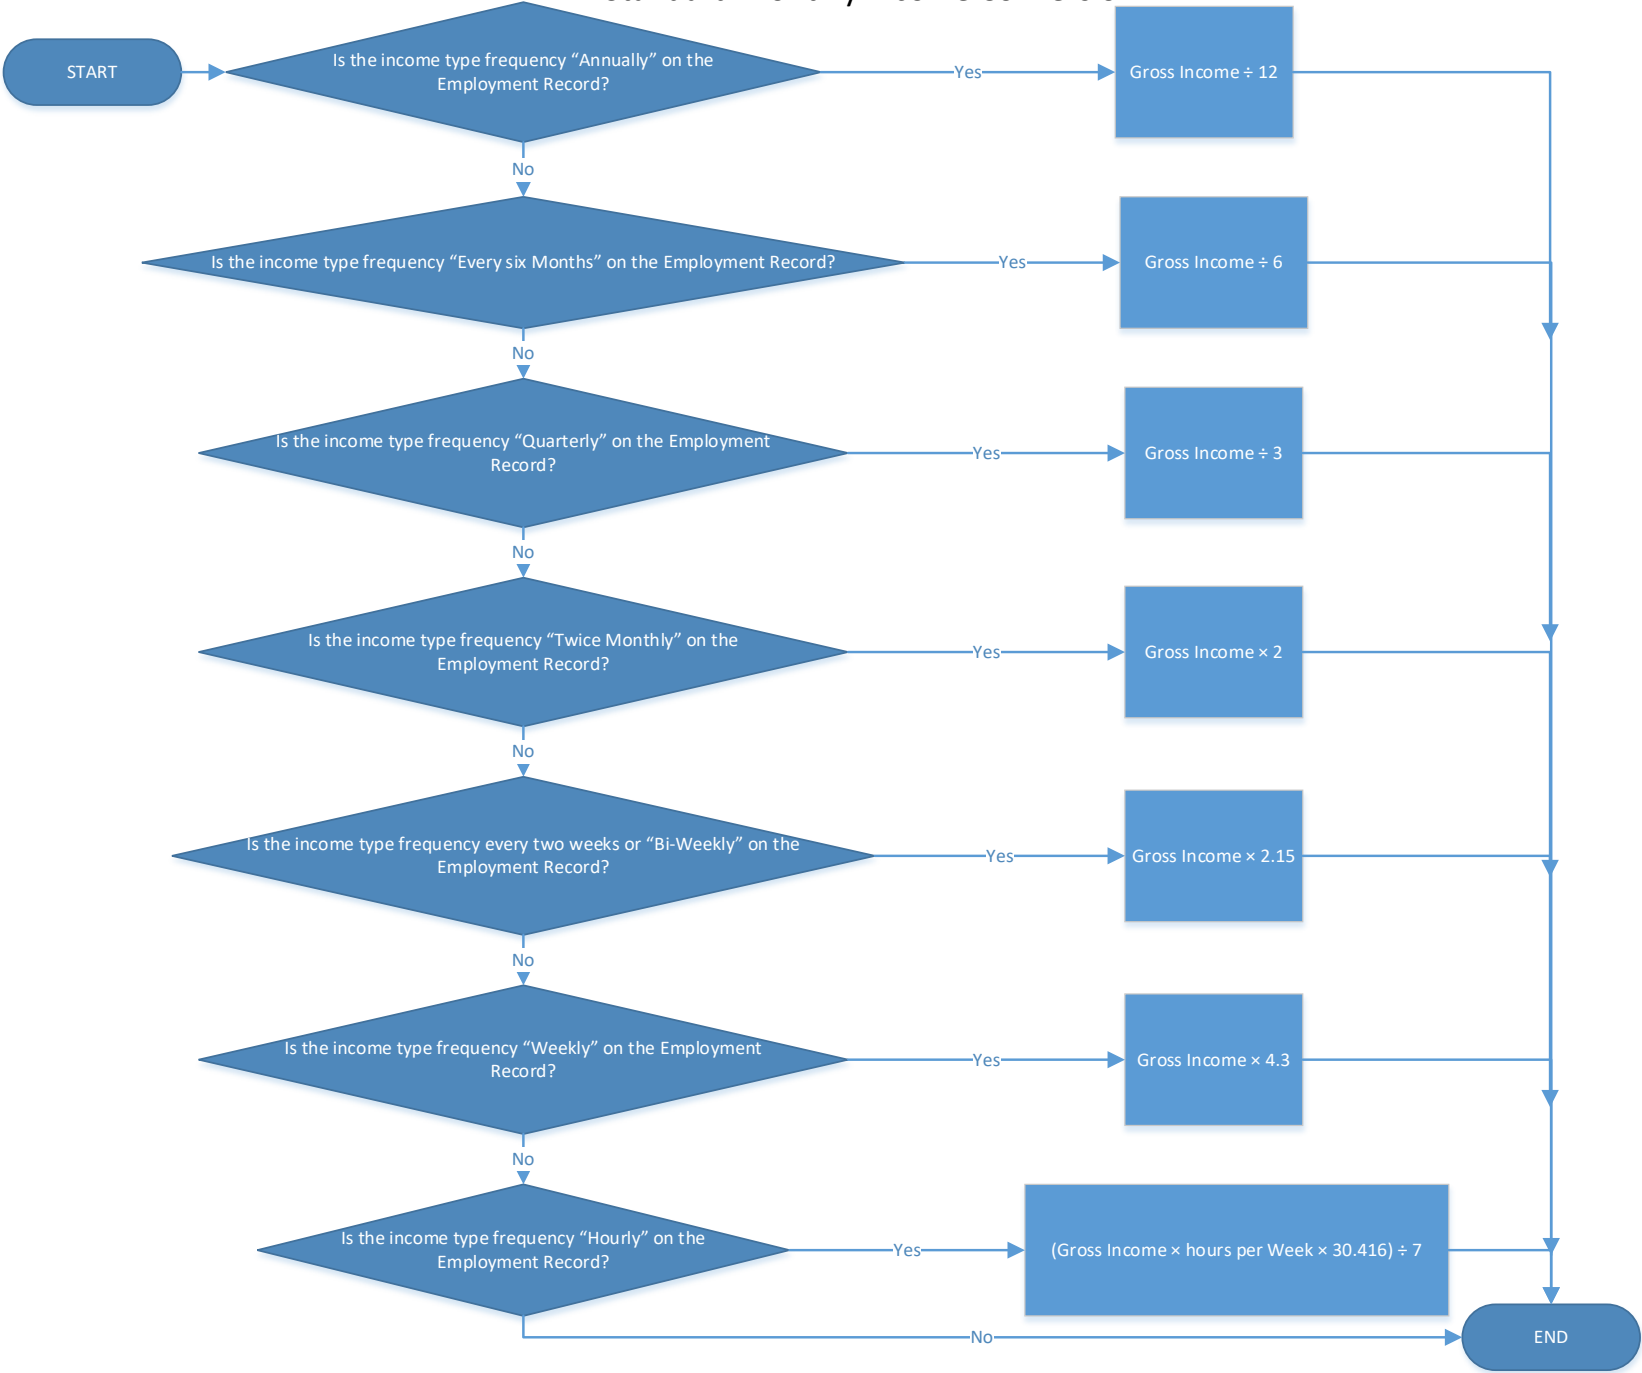 START
Is the income type frequency “Annually” on the
Employment Record?
Yes
Gross Income ÷ 12
No
Is the income type frequency “Every six Months” on the Employment Record?
Yes
Gross Income ÷ 6
No
Is the income type frequency “Quarterly” on the Employment
Record?
Yes
Gross Income ÷ 3
No
Is the income type frequency “Twice Monthly” on the
Employment Record?
Yes
Gross Income × 2
No
Is the income type frequency every two weeks or “Bi-Weekly” on the
Employment Record?
Yes
Gross Income × 2.15
No
Is the income type frequency “Weekly” on the Employment
Record?
Yes
Gross Income × 4.3
No
Is the income type frequency “Hourly” on the
Employment Record?
Yes
(Gross Income × hours per Week × 30.416) ÷ 7
No
END